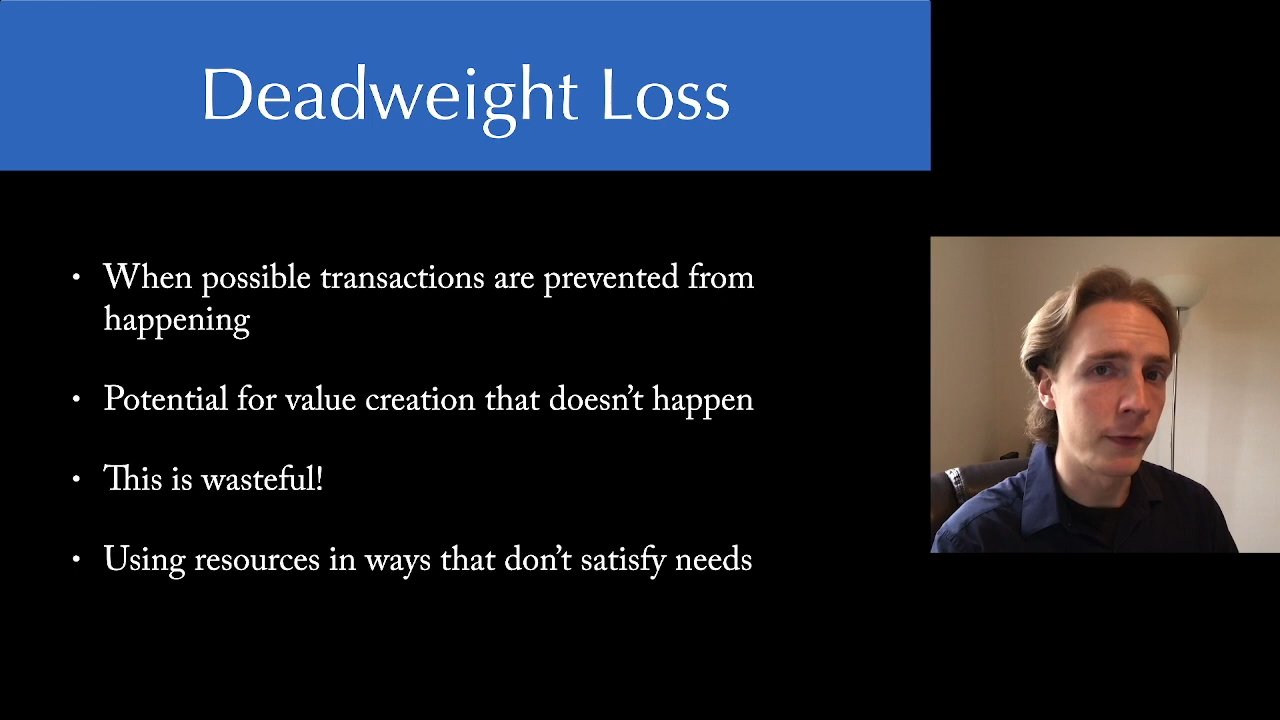 Deadweight Loss
• When possible transactions are prevented from
happening
• Potential for value creation that doesn’t happen
• This is wasteful!
• Using resources in ways that don’t satisfy needs